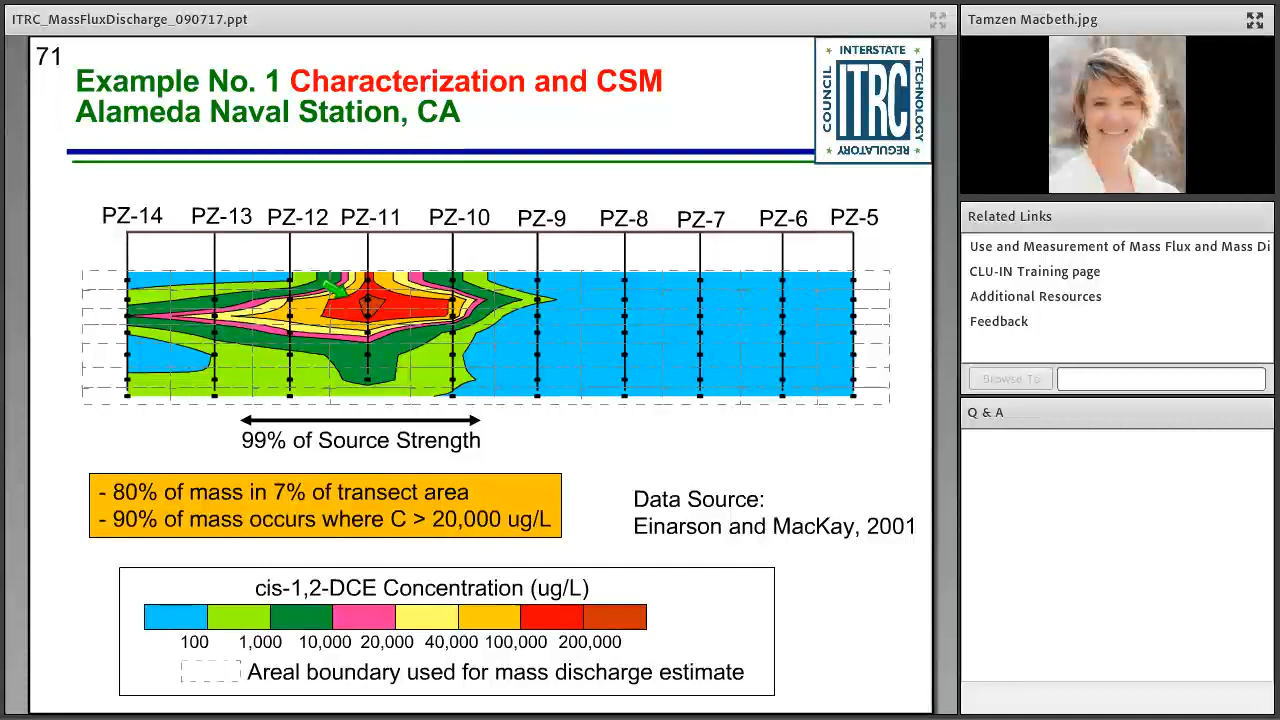 ITRC_MassFluxDischarge_090717.ppt
71
Example No. 1 Characterization and CSM
Alameda Naval Station, CA
INTERSTATE
COUNCIL
ITRC
TECHNOLOGY
REGULATORY
PZ-14 PZ-13 PZ-12 PZ-11 PZ-10 PZ-9 PZ-8 PZ-7 PZ-6 PZ-5
99% of Source Strength
- 80% of mass in 7% of transect area
- 90% of mass occurs where C > 20,000 ug/L
Data Source:
Einarson and MacKay, 2001
cis-1,2-DCE Concentration (ug/L)
100 1,000 10,000 20,000 40,000 100,000 200,000
Areal boundary used for mass discharge estimate
Tamzen Macbeth.jpg
Related Links
Use and Measurement of Mass Flux and Mass Di
CLU-IN Training page
Additional Resources
Feedback
Browse To
Q & A